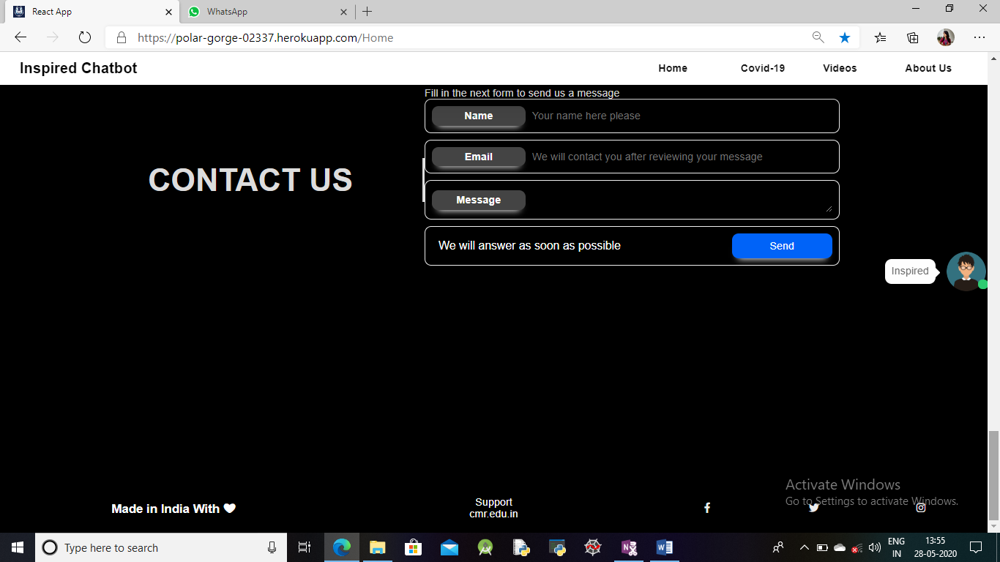 React App
WhatsApp
https://polar-gorge-02337.herokuapp.com/Home
Inspired Chatbot
Home
Covid-19
Videos
About Us
Fill in the next form to send us a message
Name
Your name here please
Email
We will contact you after reviewing your message
CONTACT US
Message
We will answer as soon as possible
Send
Inspired
Activate Windows
Go to Settings to activate Windows.
Made in India With
Support
cmr.edu.in
Type here to search
ENG
IN
13:55
28-05-2020